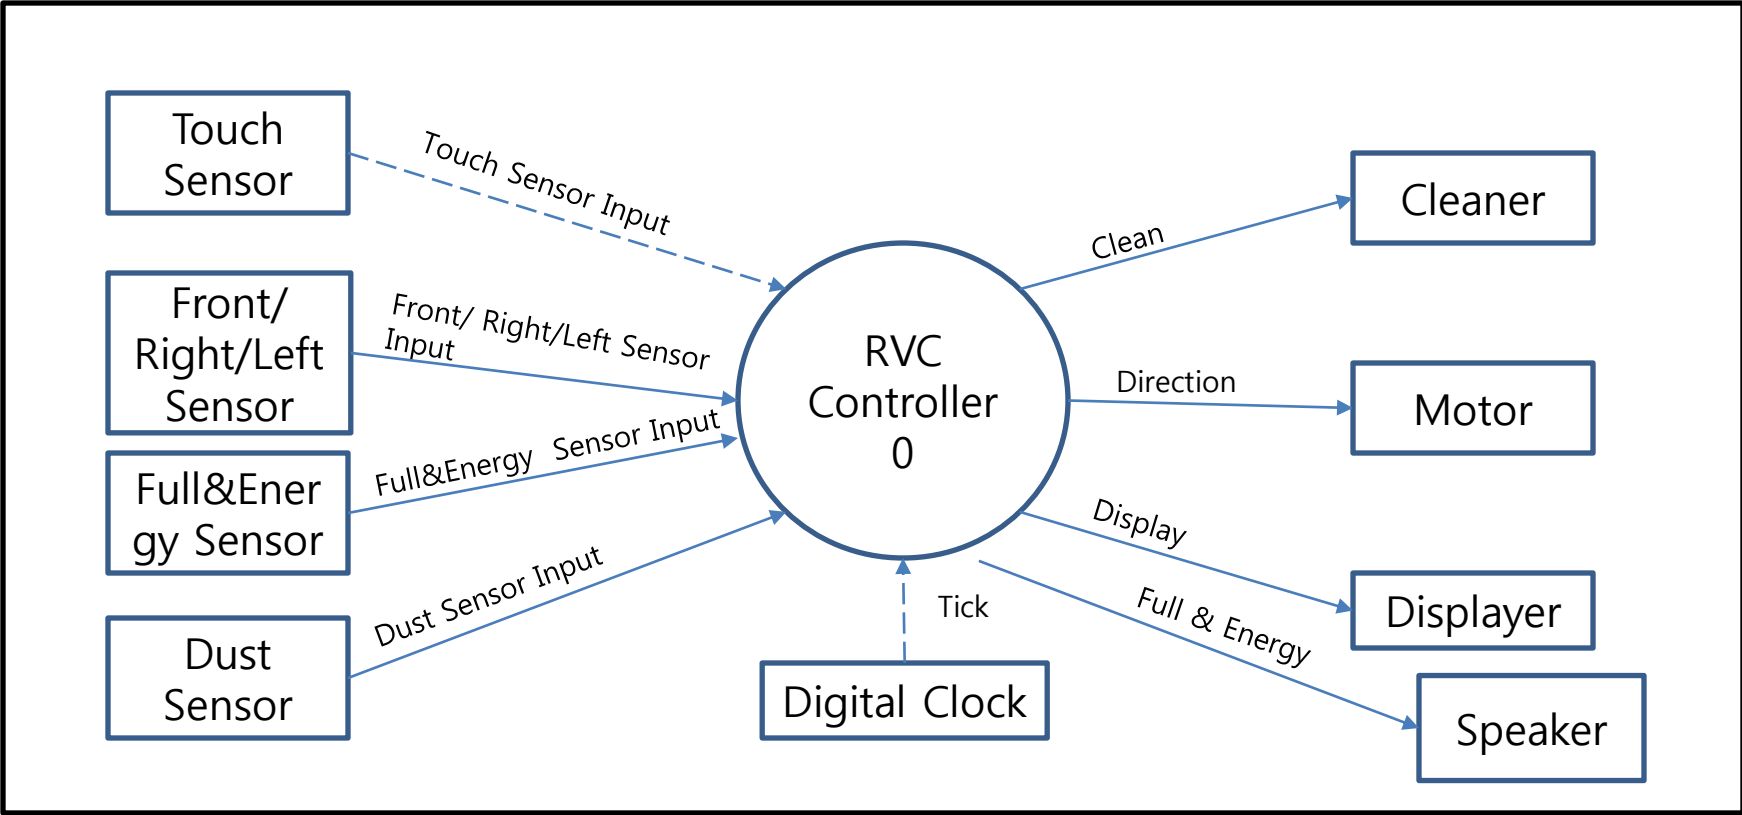 Touch
Sensor
Touch Sensor Input
Front/
Right/Left
Sensor
Front/ Right/Left Sensor
Input
Full&Ener
gy Sensor
Full&Energy Sensor Input
Dust
Sensor
Dust Sensor Input
RVC
Controller
0
Tick
Digital Clock
Clean
Cleaner
Direction
Motor
Display
Displayer
Full & Energy
Speaker